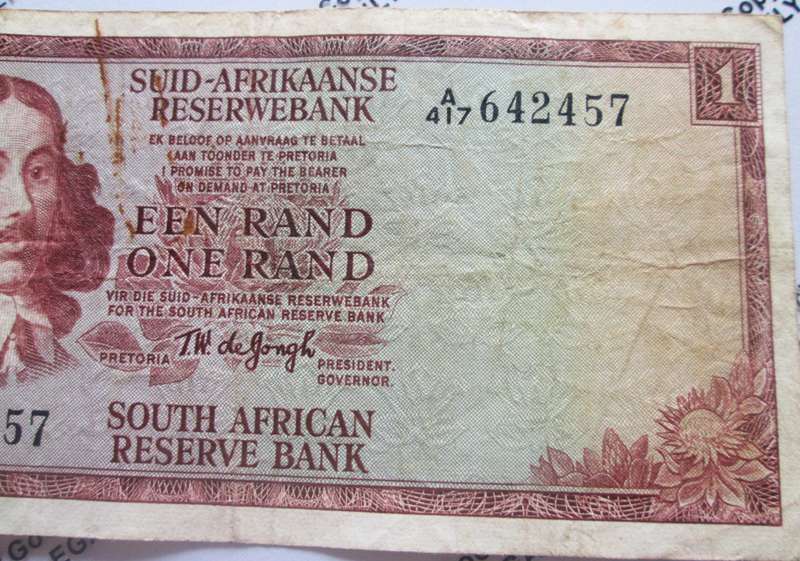 SUID-AFRIKAANSE
RESERWEBANK
A/417 642457
1
EK BELOOF OP AANVRAAG TE BETAAL
AAN TOONDER TE PRETORIA
I PROMISE TO PAY THE BEARER
ON DEMAND AT PRETORIA
EEN RAND
ONE RAND
VIR DIE SUID-AFRIKAANSE RESERWEBANK
FOR THE SOUTH AFRICAN RESERVE BANK
PRETORIA T.W. de Jongh PRESIDENT.
GOVERNOR.
57
SOUTH AFRICAN
RESERVE BANK